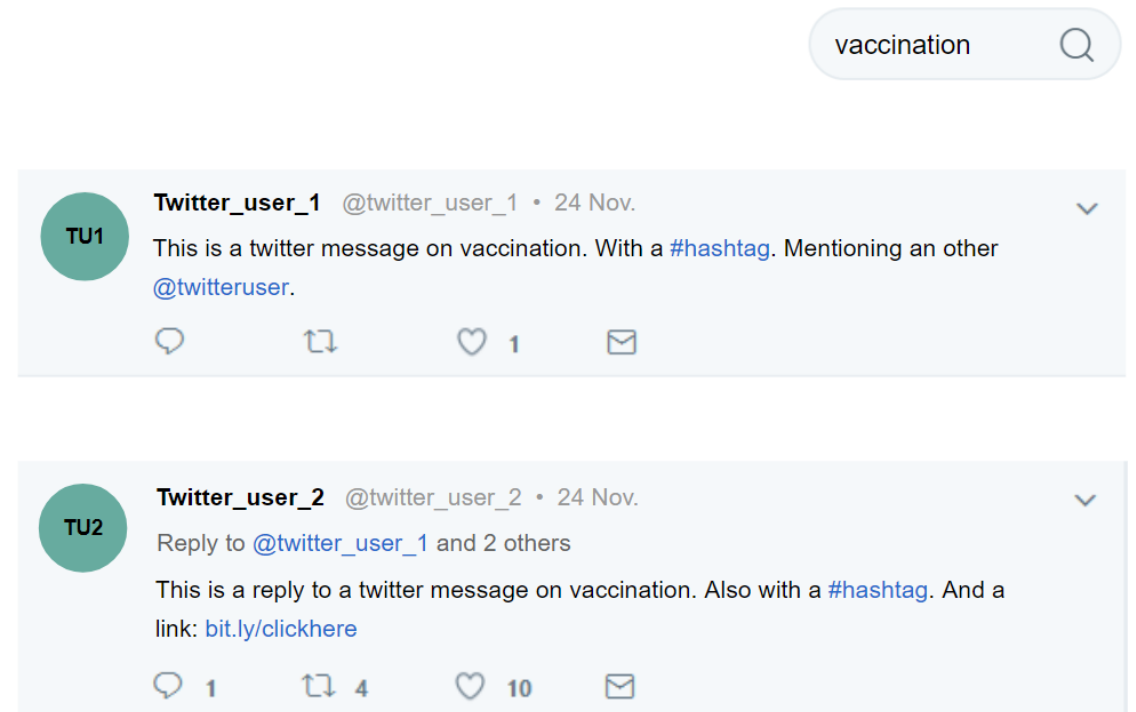 vaccination
Twitter_user_1 @twitter_user_1 • 24 Nov.
TU1
This is a twitter message on vaccination. With a #hashtag. Mentioning an other
@twitteruser.
1
Twitter_user_2 @twitter_user_2 • 24 Nov.
TU2
Reply to @twitter_user_1 and 2 others
This is a reply to a twitter message on vaccination. Also with a #hashtag. And a
link: bit.ly/clickhere
1 4 10